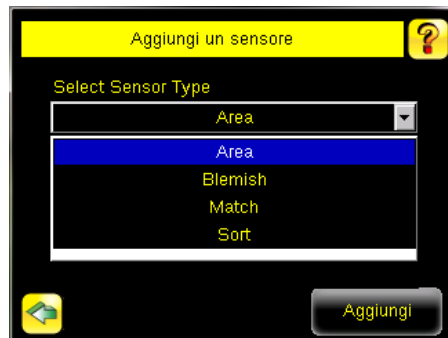 Aggiungi un sensore
?
Select Sensor Type
Area
Area
Blemish
Match
Sort
Aggiungi